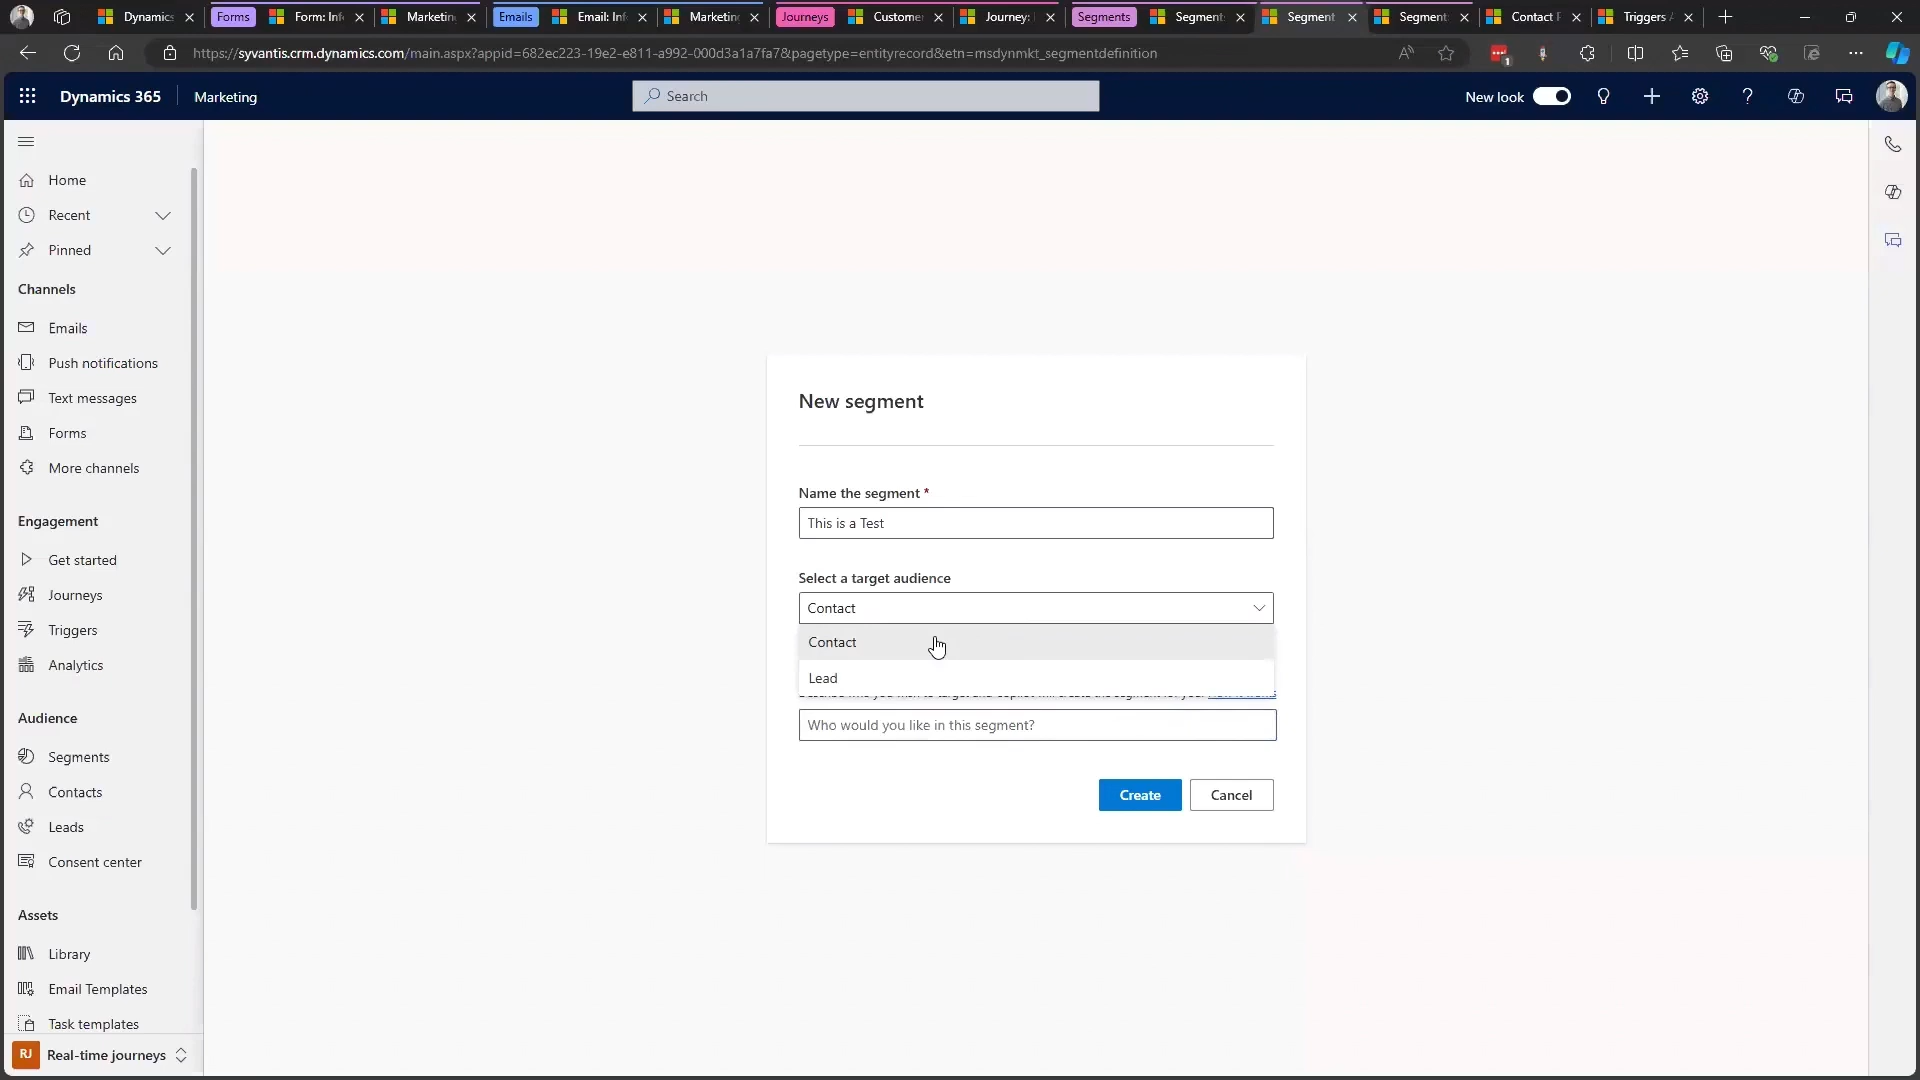 Dynamics
Forms
Form: Inf
Marketing
Emails
Email: Inf
Marketing
Journeys
Customer
Journey:
Segments
Segment
Segment
Segment
Contact F
Triggers
https://syvantis.crm.dynamics.com/main.aspx?appid=682ec223-19e2-e811-a992-000d3a1a7fa7&pagetype=entityrecord&etn=msdynmkt_segmentdefinition
1
Dynamics 365
Marketing
Search
New look
Home
Recent
Pinned
Channels
Emails
Push notifications
Text messages
Forms
More channels
Engagement
Get started
Journeys
Triggers
Analytics
Audience
Segments
Contacts
Leads
Consent center
Assets
Library
Email Templates
Task templates
RJ
Real-time journeys
New segment
Name the segment *
This is a Test
Select a target audience
Contact
Contact
Lead
Who would you like in this segment?
Create
Cancel